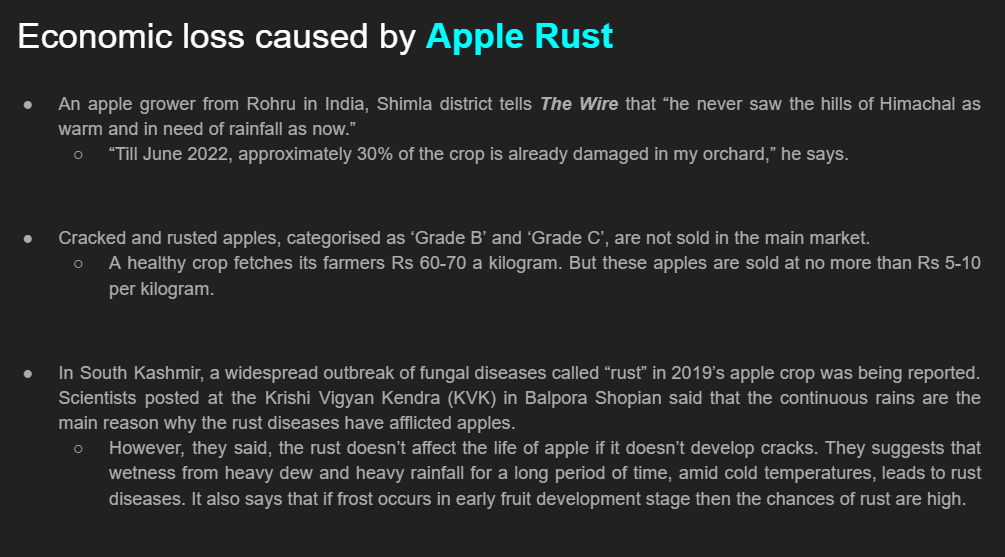 Economic loss caused by Apple Rust
● An apple grower from Rohru in India, Shimla district tells The Wire that “he never saw the hills of Himachal as
warm and in need of rainfall as now.”
○ “Till June 2022, approximately 30% of the crop is already damaged in my orchard,” he says.
● Cracked and rusted apples, categorised as ‘Grade B’ and ‘Grade C’, are not sold in the main market.
○ A healthy crop fetches its farmers Rs 60-70 a kilogram. But these apples are sold at no more than Rs 5-10
per kilogram.
● In South Kashmir, a widespread outbreak of fungal diseases called “rust” in 2019’s apple crop was being reported.
Scientists posted at the Krishi Vigyan Kendra (KVK) in Balpora Shopian said that the continuous rains are the
main reason why the rust diseases have afflicted apples.
○ However, they said, the rust doesn’t affect the life of apple if it doesn’t develop cracks. They suggests that
wetness from heavy dew and heavy rainfall for a long period of time, amid cold temperatures, leads to rust
diseases. It also says that if frost occurs in early fruit development stage then the chances of rust are high.